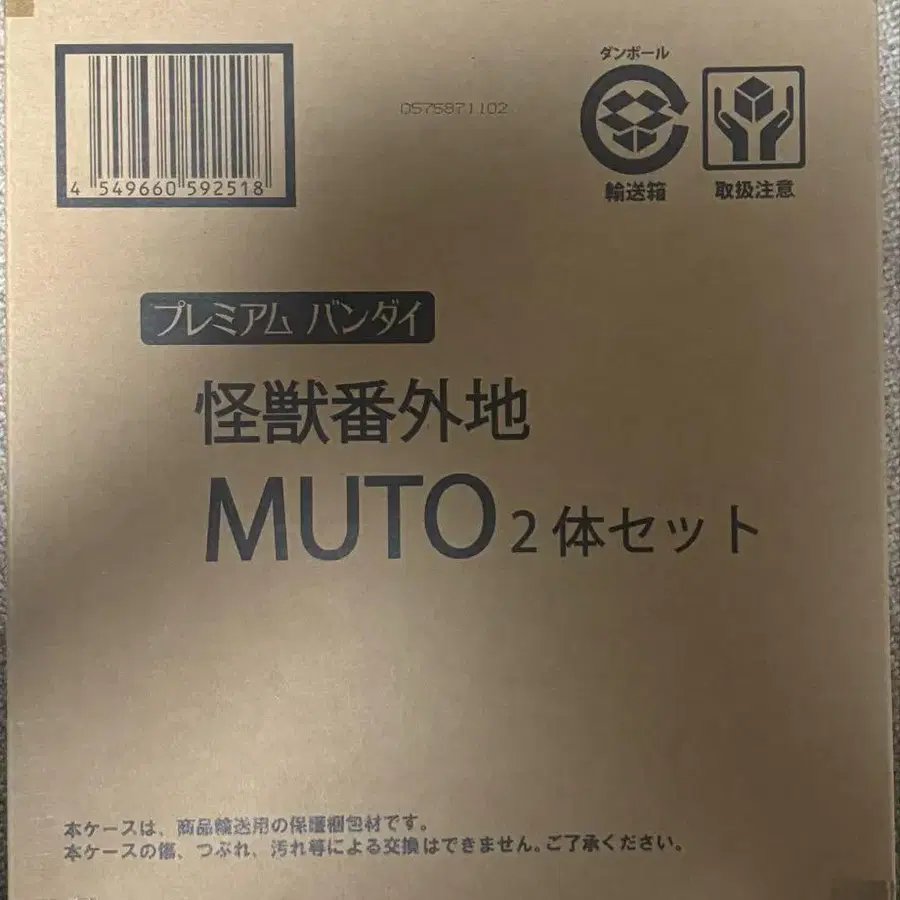 ダンボール
0575871102
4 549660 592518
輸送箱
取扱注意
プレミアム バンダイ
怪獣番外地
MUTO 2体セット
本ケースは、商品輸送用の保護梱包材です。
本ケースの傷、つぶれ、汚れ等による交換はできません。ご了承ください。